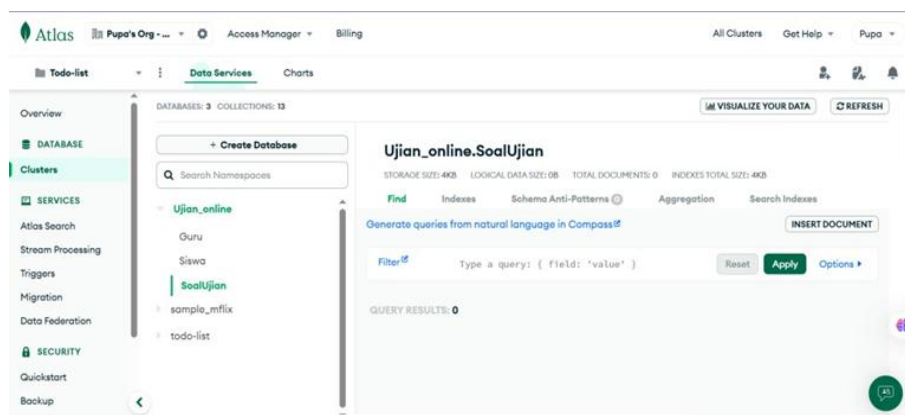 Atlas Pupa's Org - ... Access Manager Billing All Clusters Get Help Pupa
Todo-list Data Services Charts
Overview
DATABASE
Clusters
SERVICES
Atlas Search
Stream Processing
Triggers
Migration
Data Federation
SECURITY
Quickstart
Backup
DATABASES: 3 COLLECTIONS: 13
VISUALIZE YOUR DATA
REFRESH
+ Create Database
Search Namespaces
Ujian_online
Guru
Siswa
SoalUjian
sample_mflix
todo-list
Ujian_online.SoalUjian
STORAGE SIZE: 4KB LOGICAL DATA SIZE: 0B TOTAL DOCUMENTS: 0 INDEXES TOTAL SIZE: 4KB
Find Indexes Schema Anti-Patterns 0 Aggregation Search Indexes
Generate queries from natural language in Compass
INSERT DOCUMENT
Filter Type a query: { field: 'value' } Reset Apply Options
QUERY RESULTS: 0